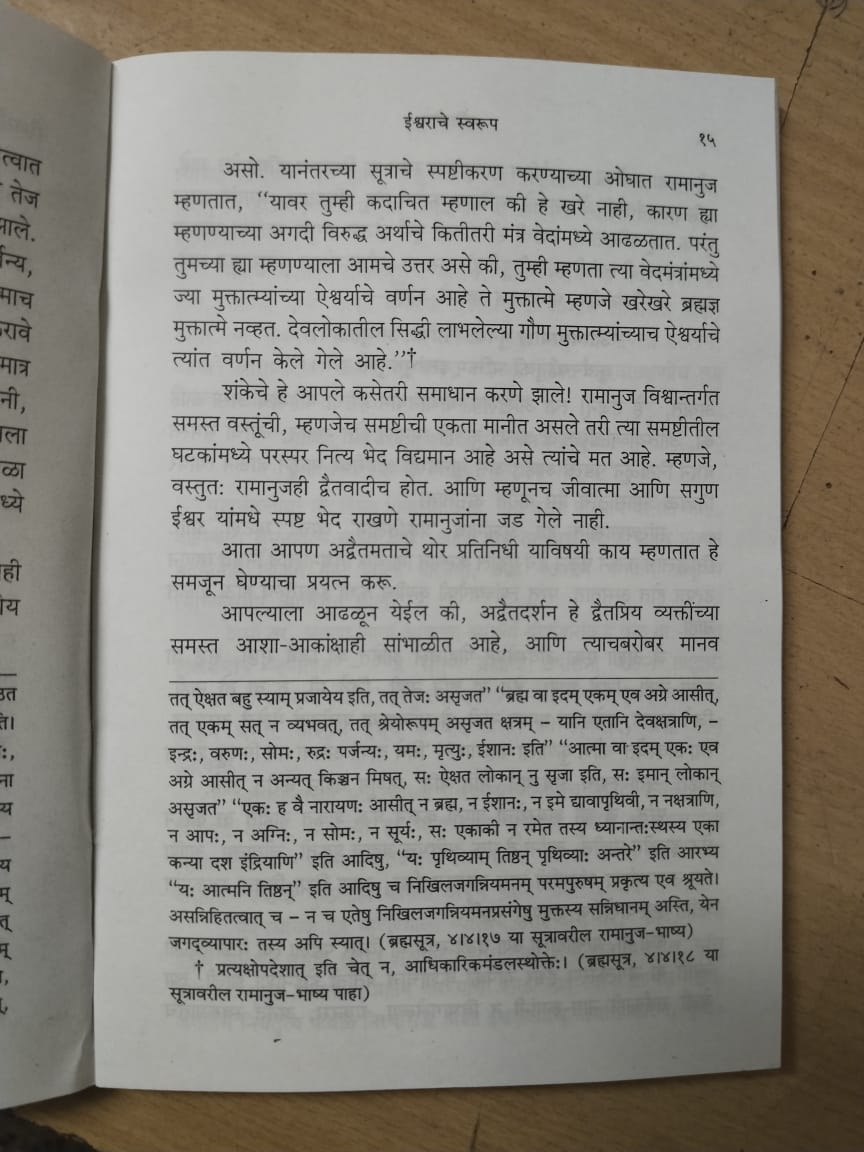 त्वात
तेज
ाले.
र्जन्य,
माच
रावे
मात्र
नी,
ला
ळा
ध्ये
ही
ीय
ईश्वराचे स्वरूप
१५
असो. यानंतरच्या सूत्राचे स्पष्टीकरण करण्याच्या ओघात रामानुज
म्हणतात, “यावर तुम्ही कदाचित म्हणाल की हे खरे नाही, कारण ह्या
म्हणण्याच्या अगदी विरुद्ध अर्थाचे कितीतरी मंत्र वेदांमध्ये आढळतात. परंतु
तुमच्या ह्या म्हणण्याला आमचे उत्तर असे की, तुम्ही म्हणता त्या वेदमंत्रांमध्ये
ज्या मुक्तात्म्यांच्या ऐश्वर्याचे वर्णन आहे ते मुक्तात्मे म्हणजे खरेखरे ब्रह्मज्ञ
मुक्तात्मे नव्हत. देवलोकातील सिद्धी लाभलेल्या गौण मुक्तात्म्यांच्याच ऐश्वर्याचे
त्यांत वर्णन केले गेले आहे.”†
शंकेचे हे आपले कसेतरी समाधान करणे झाले! रामानुज विश्वान्तर्गत
समस्त वस्तूंची, म्हणजेच समष्टीची एकता मानीत असले तरी त्या समष्टीतील
घटकांमध्ये परस्पर नित्य भेद विद्यमान आहे असे त्यांचे मत आहे. म्हणजे,
वस्तुतः रामानुजही द्वैतवादीच होत. आणि म्हणूनच जीवात्मा आणि सगुण
ईश्वर यांमधे स्पष्ट भेद राखणे रामानुजांना जड गेले नाही.
आता आपण अद्वैतमताचे थोर प्रतिनिधी याविषयी काय म्हणतात हे
समजून घेण्याचा प्रयत्न करू.
आपल्याला आढळून येईल की, अद्वैतदर्शन हे द्वैतप्रिय व्यक्तींच्या
समस्त आशा-आकांक्षाही सांभाळीत आहे, आणि त्याचबरोबर मानव
तत् ऐक्षत बहु स्याम् प्रजायेय इति, तत् तेजः असृजत” “ब्रह्म वा इदम् एकम् एव अग्रे आसीत्,
तत् एकम् सत् न व्यभवत्, तत् श्रेयोरूपम् असृजत क्षत्रम् – यानि एतानि देवक्षत्राणि, –
इन्द्रः, वरुणः, सोमः, रुद्रः पर्जन्यः, यमः, मृत्युः, ईशानः इति” “आत्मा वा इदम् एकः एव
अग्रे आसीत् न अन्यत् किञ्चन मिषत्, सः ऐक्षत लोकान् नु सृजा इति, सः इमान् लोकान्
असृजत” “एकः ह वै नारायणः आसीत् न ब्रह्म, न ईशानः, न इमे द्यावापृथिवी, न नक्षत्राणि,
न आपः, न अग्निः, न सोमः, न सूर्यः, सः एकाकी न रमेत तस्य ध्यानान्तःस्थस्य एका
कन्या दश इंद्रियाणि” इति आदिषु, “यः पृथिव्याम् तिष्ठन् पृथिव्याः अन्तरे” इति आरभ्य
“यः आत्मनि तिष्ठन्” इति आदिषु च निखिलजगन्नियमनम् परमपुरुषम् प्रकृत्य एव श्रूयते।
असन्निहितत्वात् च – न च एतेषु निखिलजगन्नियमनप्रसंगेषु मुक्तस्य सन्निधानम् अस्ति, येन
जगद्व्यापारः तस्य अपि स्यात्। (ब्रह्मसूत्र, ४।४।१७ या सूत्रावरील रामानुज-भाष्य)
† प्रत्यक्षोपदेशात् इति चेत् न, आधिकारिकमंडलस्थोक्तेः। (ब्रह्मसूत्र, ४।४।१८ या
सूत्रावरील रामानुज-भाष्य पाहा)